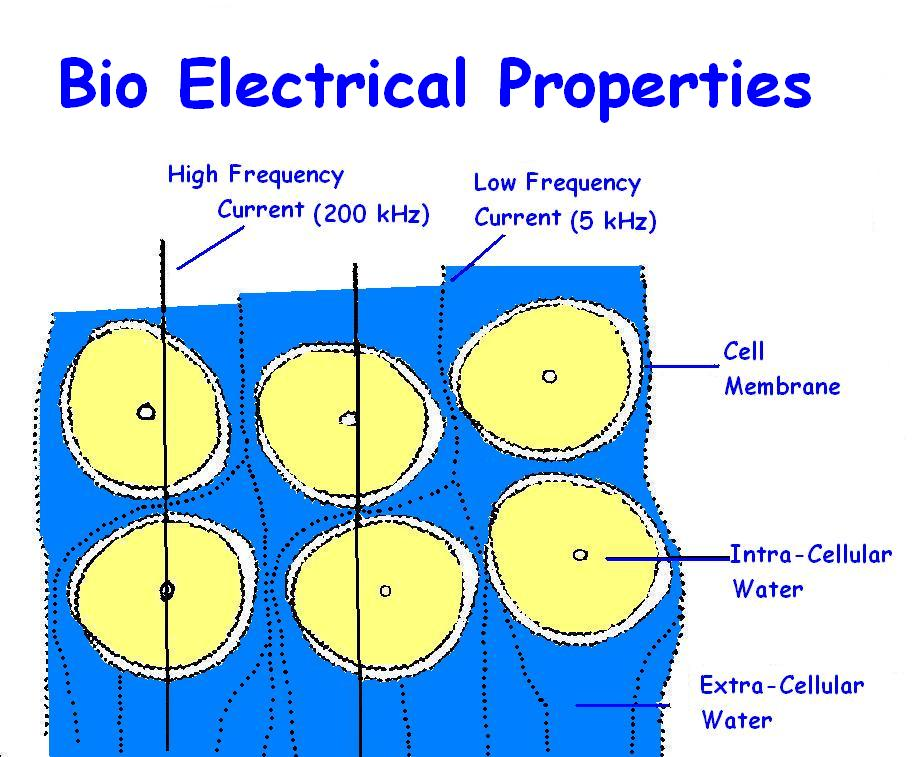 Bio Electrical Properties
High Frequency
Current (200 kHz)
Low Frequency
Current (5 kHz)
Cell
Membrane
Intra-Cellular
Water
Extra-Cellular
Water